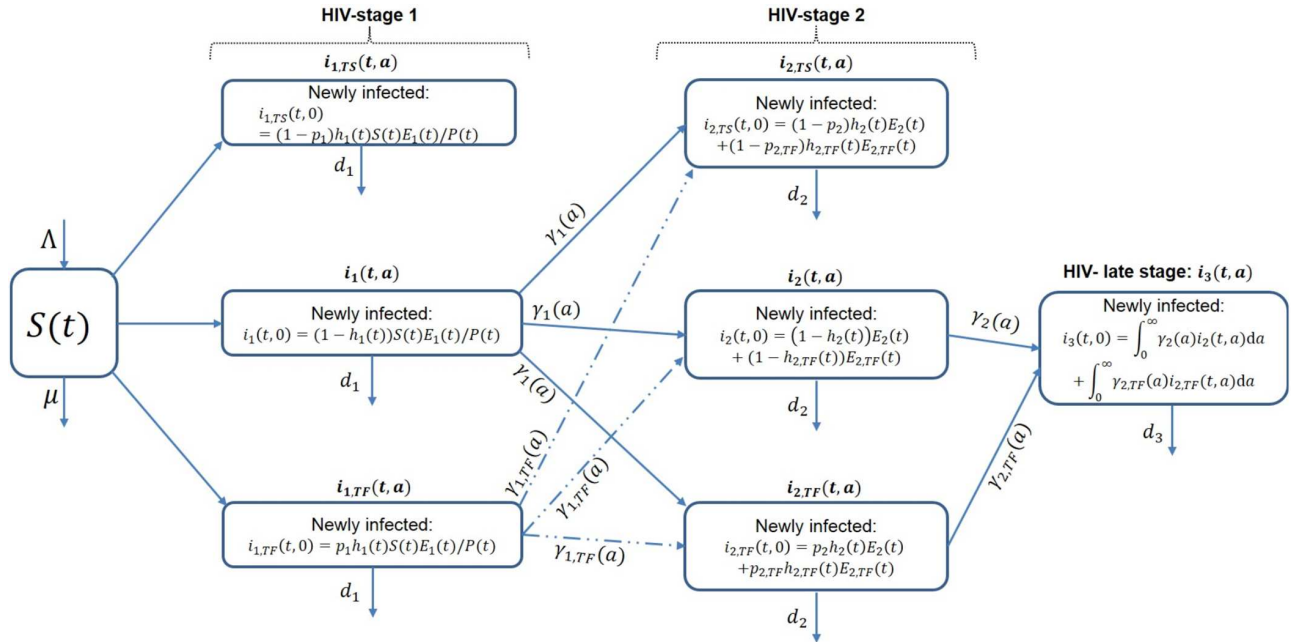 HIV-stage 1
i₁,TS(t, a)
Newly infected:
i₁,TS(t, 0)
= (1 − p₁)h₁(t)S(t)E₁(t)/P(t)
d₁
HIV-stage 2
i₂,TS(t, a)
Newly infected:
i₂,TS(t, 0) = (1 − p₂)h₂(t)E₂(t)
+(1 − p₂,TF)h₂,TF(t)E₂,TF(t)
d₂
Λ
S(t)
μ
i₁(t, a)
Newly infected:
i₁(t, 0) = (1 − h₁(t))S(t)E₁(t)/P(t)
d₁
γ₁(a)
γ₁(a)
γ₁(a)
i₂(t, a)
Newly infected:
i₂(t, 0) = (1 − h₂(t))E₂(t)
+ (1 − h₂,TF(t))E₂,TF(t)
d₂
γ₂(a)
HIV- late stage: i₃(t, a)
Newly infected:
i₃(t, 0) = ∫₀^∞ γ₂(a)i₂(t, a)da
+ ∫₀^∞ γ₂,TF(a)i₂,TF(t, a)da
d₃
i₁,TF(t, a)
Newly infected:
i₁,TF(t, 0) = p₁h₁(t)S(t)E₁(t)/P(t)
d₁
γ₁,TF(a)
γ₁,TF(a)
γ₁,TF(a)
i₂,TF(t, a)
Newly infected:
i₂,TF(t, 0) = p₂h₂(t)E₂(t)
+p₂,TFh₂,TF(t)E₂,TF(t)
d₂
γ₂,TF(a)